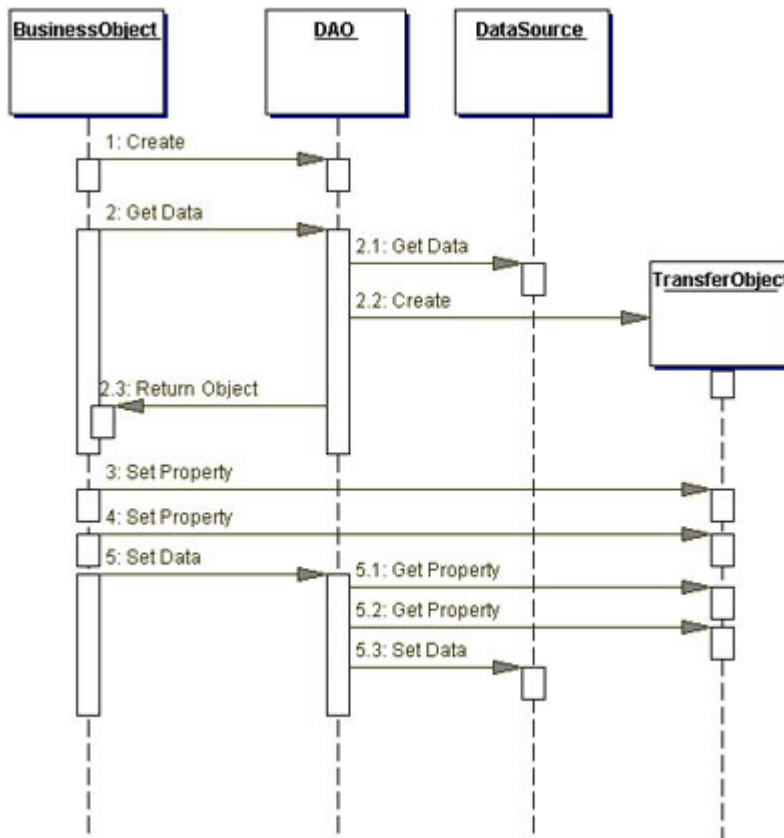 BusinessObject
DAO
DataSource
1: Create
2: Get Data
2.1: Get Data
TransferObject
2.2: Create
2.3: Return Object
3: Set Property
4: Set Property
5: Set Data
5.1: Get Property
5.2: Get Property
5.3: Set Data